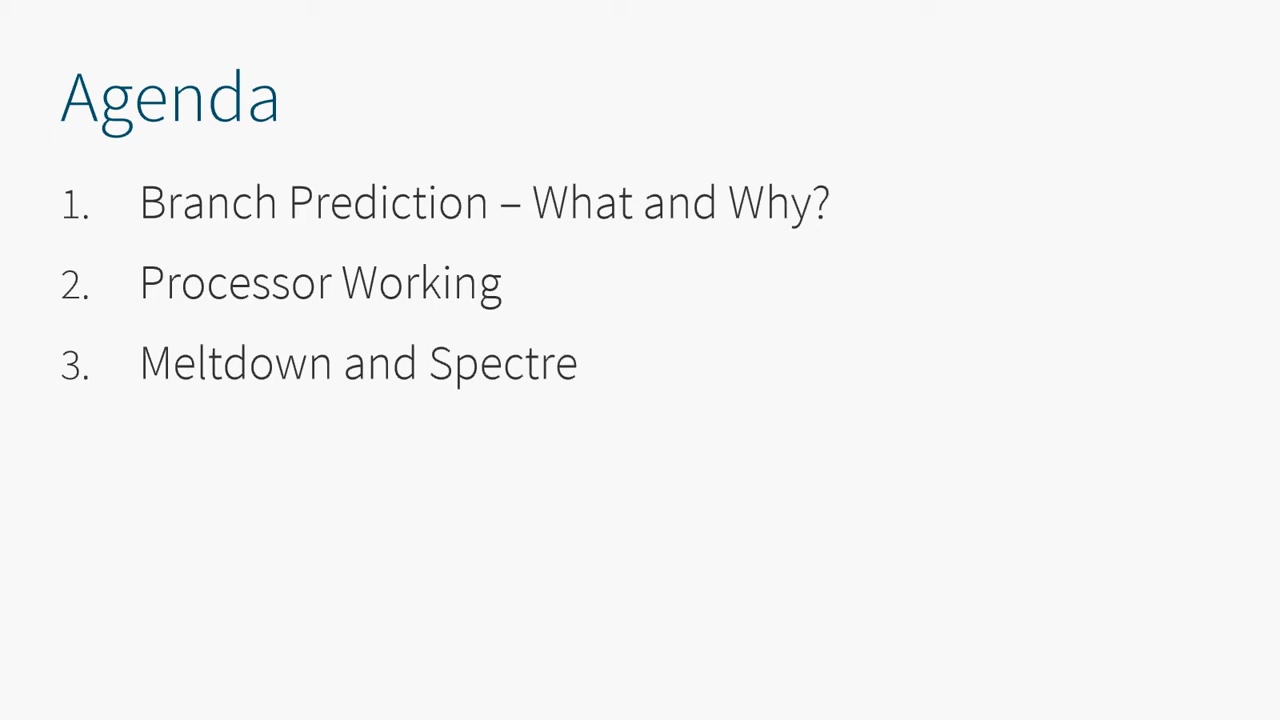 Agenda
1. Branch Prediction – What and Why?
2. Processor Working
3. Meltdown and Spectre